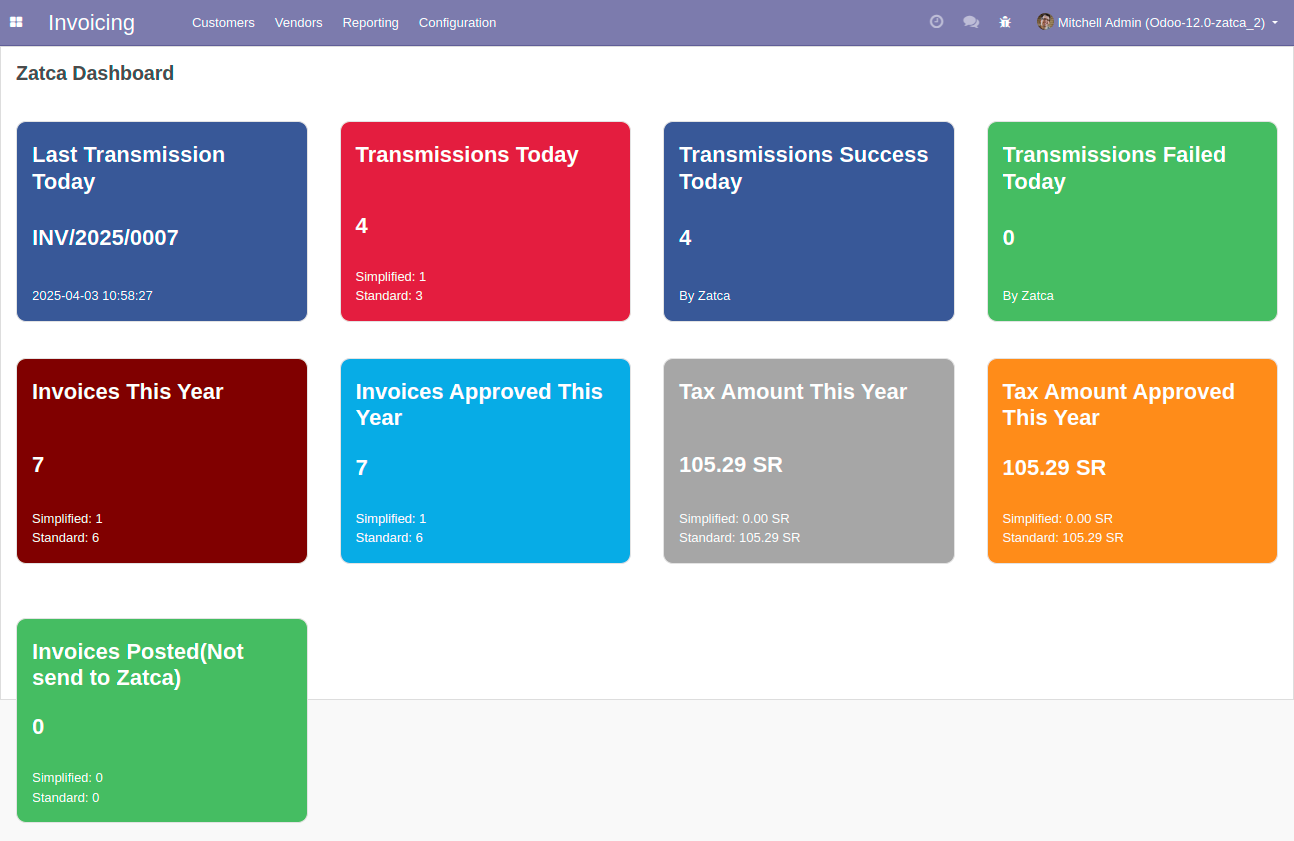 Invoicing
Customers
Vendors
Reporting
Configuration
Mitchell Admin (Odoo-12.0-zatca_2)
Zatca Dashboard
Last Transmission
Today
INV/2025/0007
2025-04-03 10:58:27
Transmissions Today
4
Simplified: 1
Standard: 3
Transmissions Success
Today
4
By Zatca
Transmissions Failed
Today
0
By Zatca
Invoices This Year
7
Simplified: 1
Standard: 6
Invoices Approved This
Year
7
Simplified: 1
Standard: 6
Tax Amount This Year
105.29 SR
Simplified: 0.00 SR
Standard: 105.29 SR
Tax Amount Approved
This Year
105.29 SR
Simplified: 0.00 SR
Standard: 105.29 SR
Invoices Posted(Not
send to Zatca)
0
Simplified: 0
Standard: 0